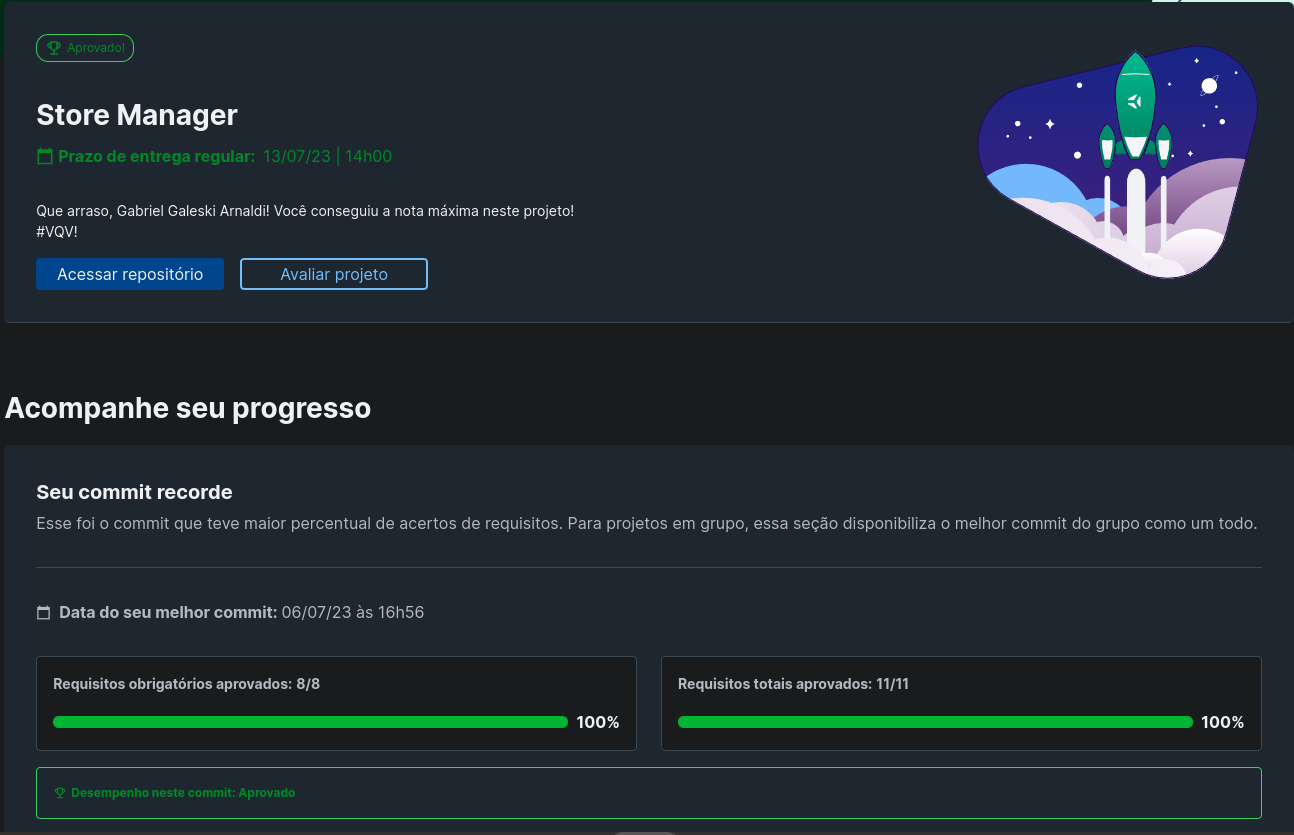 Aprovado!
Store Manager
Prazo de entrega regular: 13/07/23 | 14h00
Que arraso, Gabriel Galeski Arnaldi! Você conseguiu a nota máxima neste projeto!
#VQV!
Acessar repositório
Avaliar projeto
Acompanhe seu progresso
Seu commit recorde
Esse foi o commit que teve maior percentual de acertos de requisitos. Para projetos em grupo, essa seção disponibiliza o melhor commit do grupo como um todo.
Data do seu melhor commit: 06/07/23 às 16h56
Requisitos obrigatórios aprovados: 8/8
100%
Requisitos totais aprovados: 11/11
100%
Desempenho neste commit: Aprovado